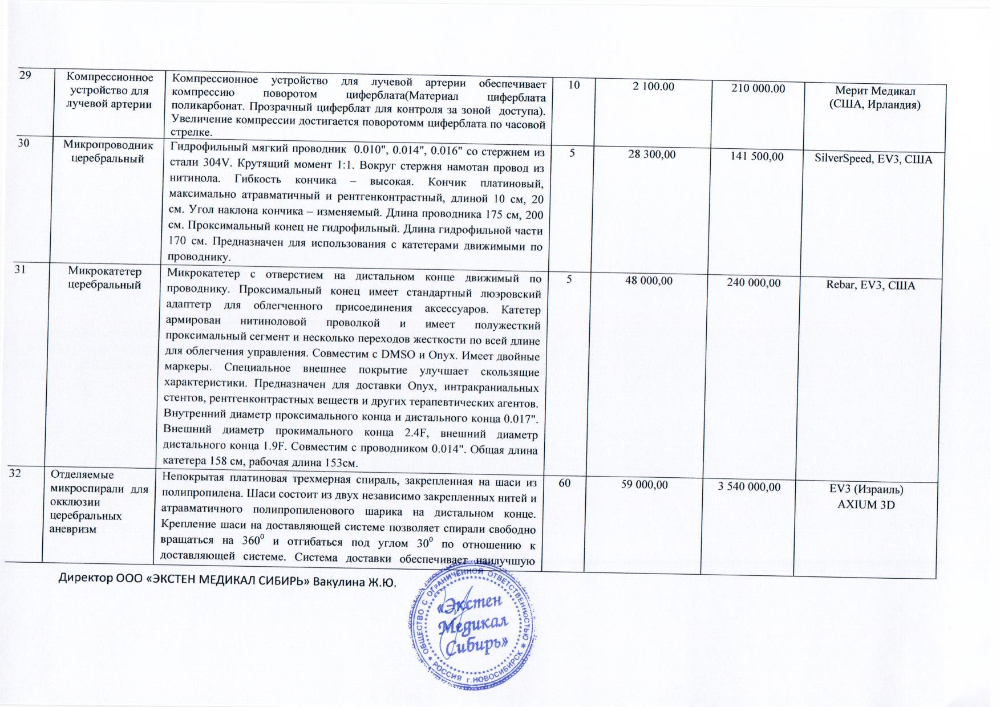 29
Компрессионное
устройство для
лучевой артерии
Компрессионное устройство для лучевой артерии обеспечивает
компрессию поворотом циферблата(Материал циферблата
поликарбонат. Прозрачный циферблат для контроля за зоной доступа).
Увеличение компрессии достигается поворотомм циферблата по часовой
стрелке.
10
2 100.00
210 000.00
Мерит Медикал
(США, Ирландия)
30
Микропроводник
церебральный
Гидрофильный мягкий проводник 0.010", 0.014", 0.016" со стержнем из
стали 304V. Крутящий момент 1:1. Вокруг стержня намотан провод из
нитинола. Гибкость кончика – высокая. Кончик платиновый,
максимально атравматичный и рентгенконтрастный, длиной 10 см, 20
см. Угол наклона кончика – изменяемый. Длина проводника 175 см, 200
см. Проксимальный конец не гидрофильный. Длина гидрофильной части
170 см. Предназначен для использования с катетерами движимыми по
проводнику.
5
28 300,00
141 500,00
SilverSpeed, EV3, США
31
Микрокатетер
церебральный
Микрокатетер с отверстием на дистальном конце движимый по
проводнику. Проксимальный конец имеет стандартный люэровский
адаптетр для облегченного присоединения аксессуаров. Катетер
армирован нитиноловой проволкой и имеет полужесткий
проксимальный сегмент и несколько переходов жесткости по всей длине
для облегчения управления. Совместим с DMSO и Onyx. Имеет двойные
маркеры. Специальное внешнее покрытие улучшает скользящие
характеристики. Предназначен для доставки Onyx, интракраниальных
стентов, рентгенконтрастных веществ и других терапевтических агентов.
Внутренний диаметр проксимального конца и дистального конца 0.017".
Внешний диаметр прокимального конца 2.4F, внешний диаметр
дистального конца 1.9F. Совместим с проводником 0.014". Общая длина
катетера 158 см, рабочая длина 153см.
5
48 000,00
240 000,00
Rebar, EV3, США
32
Отделяемые
микроспирали для
окклюзии
церебральных
аневризм
Непокрытая платиновая трехмерная спираль, закрепленная на шаси из
полипропилена. Шаси состоит из двух независимо закрепленных нитей и
атравматичного полипропиленового шарика на дистальном конце.
Крепление шаси на доставляющей системе позволяет спирали свободно
вращаться на 360⁰ и отгибаться под углом 30⁰ по отношению к
доставляющей системе. Система доставки обеспечивает наилучшую
60
59 000,00
3 540 000,00
EV3 (Израиль)
AXIUM 3D
Директор ООО «ЭКСТЕН МЕДИКАЛ СИБИРЬ» Вакулина Ж.Ю.
ОБЩЕСТВО С ОГРАНИЧЕННОЙ ОТВЕТСТВЕННОСТЬЮ
«Экстен
Медикал
Сибирь»
* РОССИЯ г.НОВОСИБИРСК *